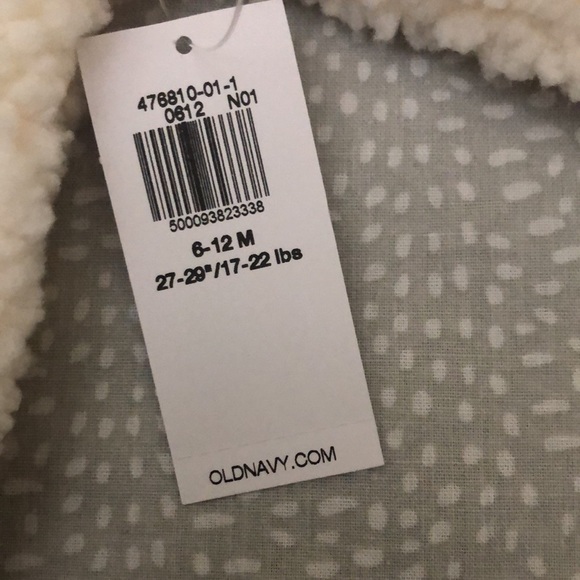 476810-01-1
0612 N01
500093823338
6-12 M
27-29"/17-22 lbs
OLDNAVY.COM